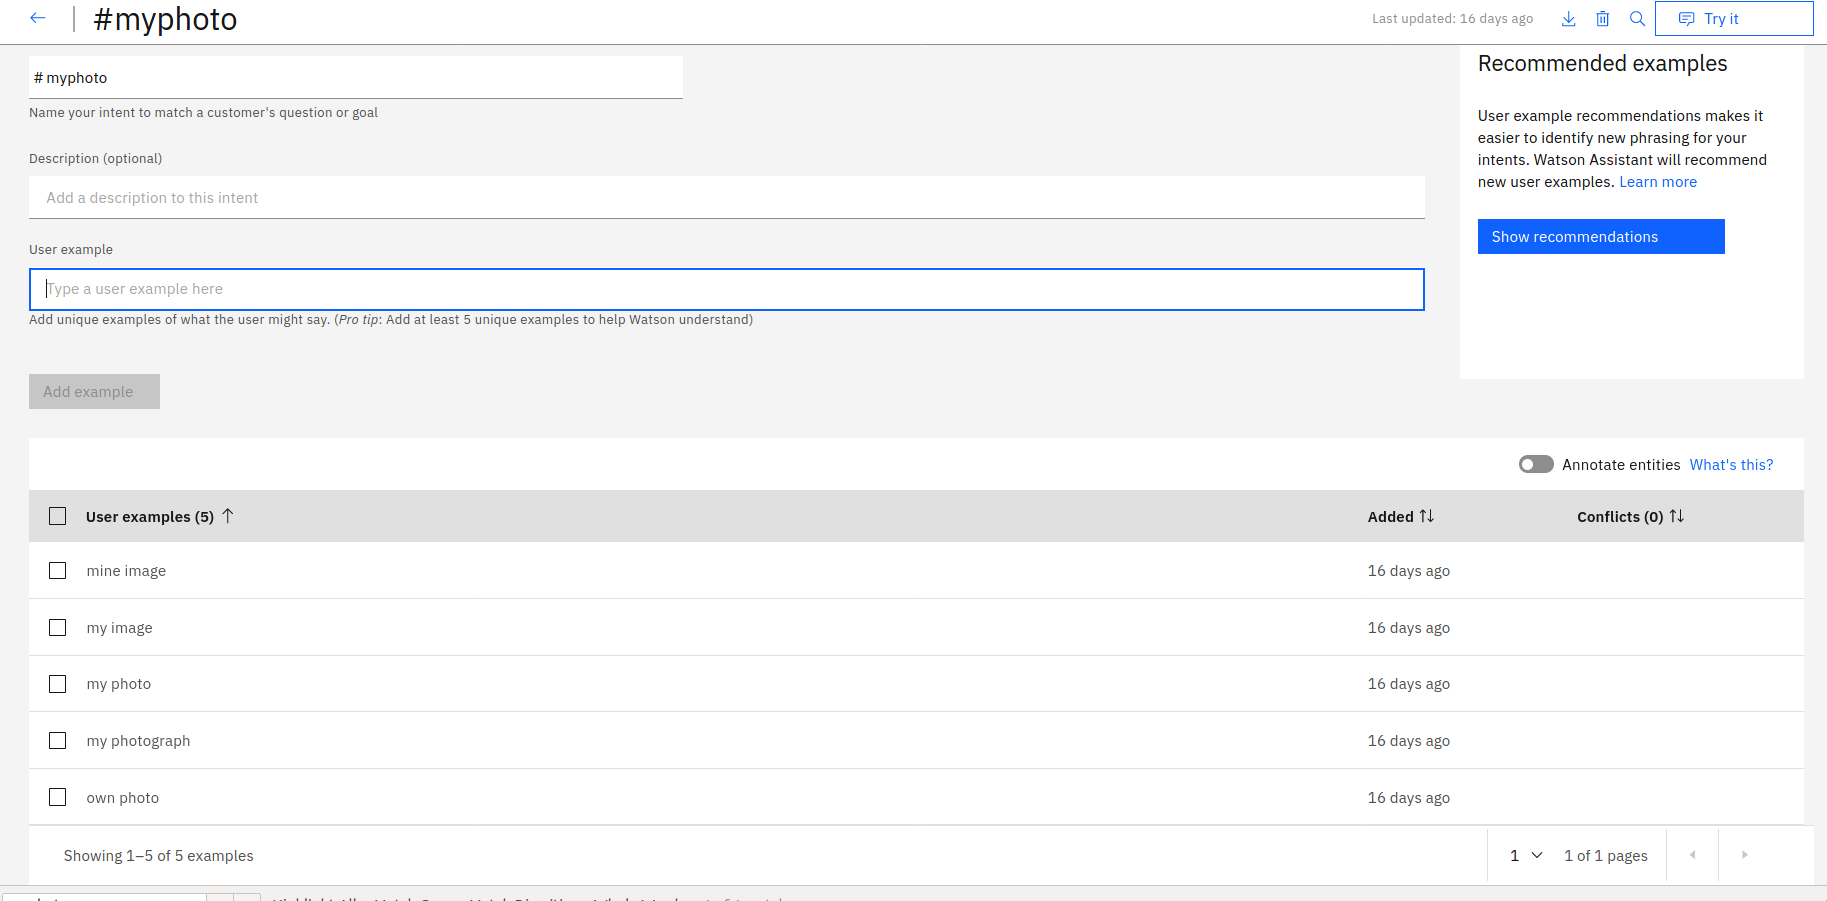 #myphoto
Last updated: 16 days ago
Try it
# myphoto
Name your intent to match a customer's question or goal
Description (optional)
Add a description to this intent
User example
Type a user example here
Add unique examples of what the user might say. (Pro tip: Add at least 5 unique examples to help Watson understand)
Add example
Recommended examples
User example recommendations makes it
easier to identify new phrasing for your
intents. Watson Assistant will recommend
new user examples. Learn more
Show recommendations
Annotate entities What's this?
User examples (5) Added Conflicts (0)
mine image 16 days ago
my image 16 days ago
my photo 16 days ago
my photograph 16 days ago
own photo 16 days ago
Showing 1–5 of 5 examples 1 1 of 1 pages